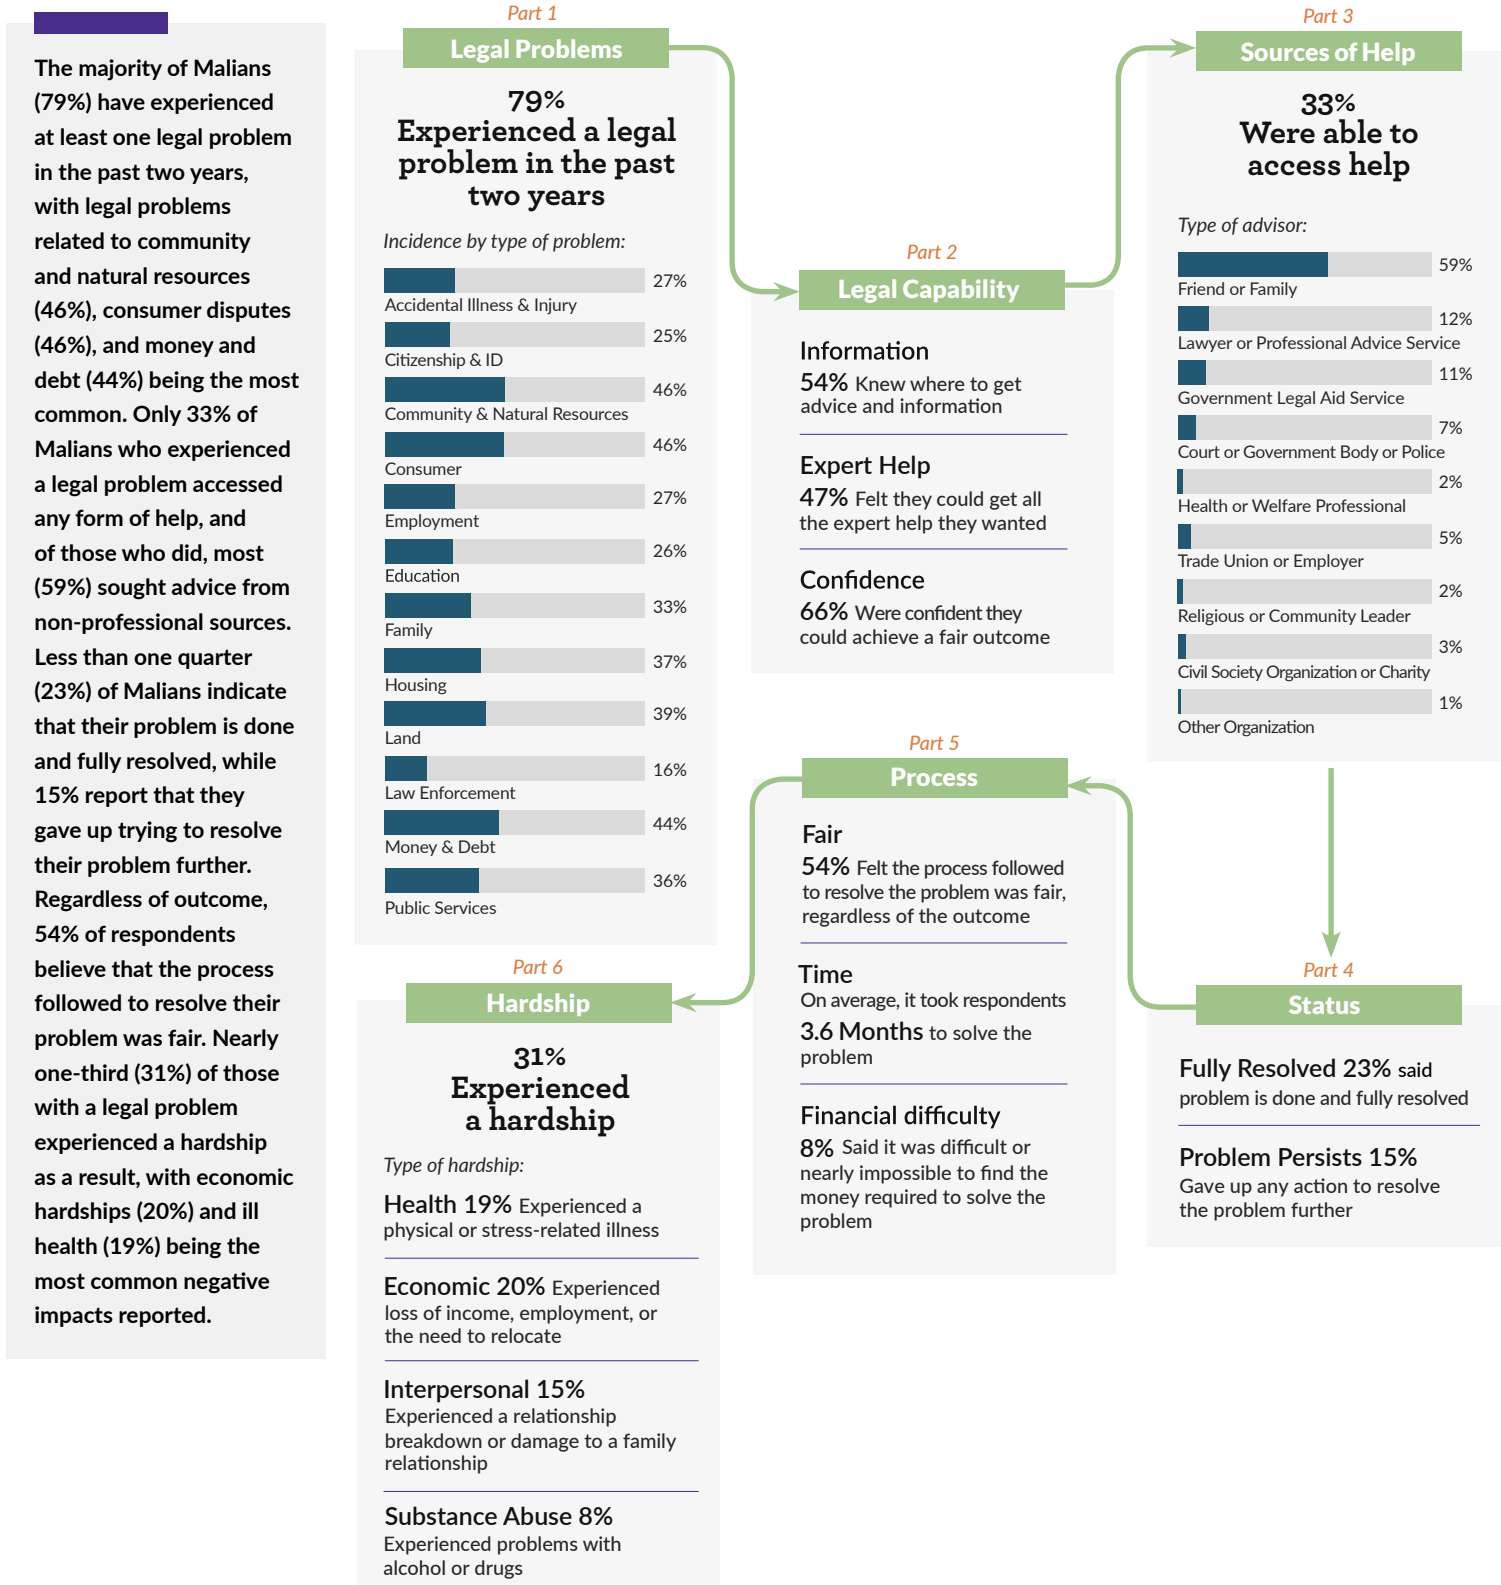 The majority of Malians
(79%) have experienced
at least one legal problem
in the past two years,
with legal problems
related to community
and natural resources
(46%), consumer disputes
(46%), and money and
debt (44%) being the most
common. Only 33% of
Malians who experienced
a legal problem accessed
any form of help, and
of those who did, most
(59%) sought advice from
non-professional sources.
Less than one quarter
(23%) of Malians indicate
that their problem is done
and fully resolved, while
15% report that they
gave up trying to resolve
their problem further.
Regardless of outcome,
54% of respondents
believe that the process
followed to resolve their
problem was fair. Nearly
one-third (31%) of those
with a legal problem
experienced a hardship
as a result, with economic
hardships (20%) and ill
health (19%) being the
most common negative
impacts reported.
Part 1
Legal Problems
79%
Experienced a legal
problem in the past
two years
Incidence by type of problem:
27%
Accidental Illness & Injury
25%
Citizenship & ID
46%
Community & Natural Resources
46%
Consumer
27%
Employment
26%
Education
33%
Family
37%
Housing
39%
Land
16%
Law Enforcement
44%
Money & Debt
36%
Public Services
Part 2
Legal Capability
Information
54% Knew where to get
advice and information
Expert Help
47% Felt they could get all
the expert help they wanted
Confidence
66% Were confident they
could achieve a fair outcome
Part 3
Sources of Help
33%
Were able to
access help
Type of advisor:
59%
Friend or Family
12%
Lawyer or Professional Advice Service
11%
Government Legal Aid Service
7%
Court or Government Body or Police
2%
Health or Welfare Professional
5%
Trade Union or Employer
2%
Religious or Community Leader
3%
Civil Society Organization or Charity
1%
Other Organization
Part 4
Status
Fully Resolved 23% said
problem is done and fully resolved
Problem Persists 15%
Gave up any action to resolve
the problem further
Part 5
Process
Fair
54% Felt the process followed
to resolve the problem was fair,
regardless of the outcome
Time
On average, it took respondents
3.6 Months to solve the
problem
Financial difficulty
8% Said it was difficult or
nearly impossible to find the
money required to solve the
problem
Part 6
Hardship
31%
Experienced
a hardship
Type of hardship:
Health 19% Experienced a
physical or stress-related illness
Economic 20% Experienced
loss of income, employment, or
the need to relocate
Interpersonal 15%
Experienced a relationship
breakdown or damage to a family
relationship
Substance Abuse 8%
Experienced problems with
alcohol or drugs